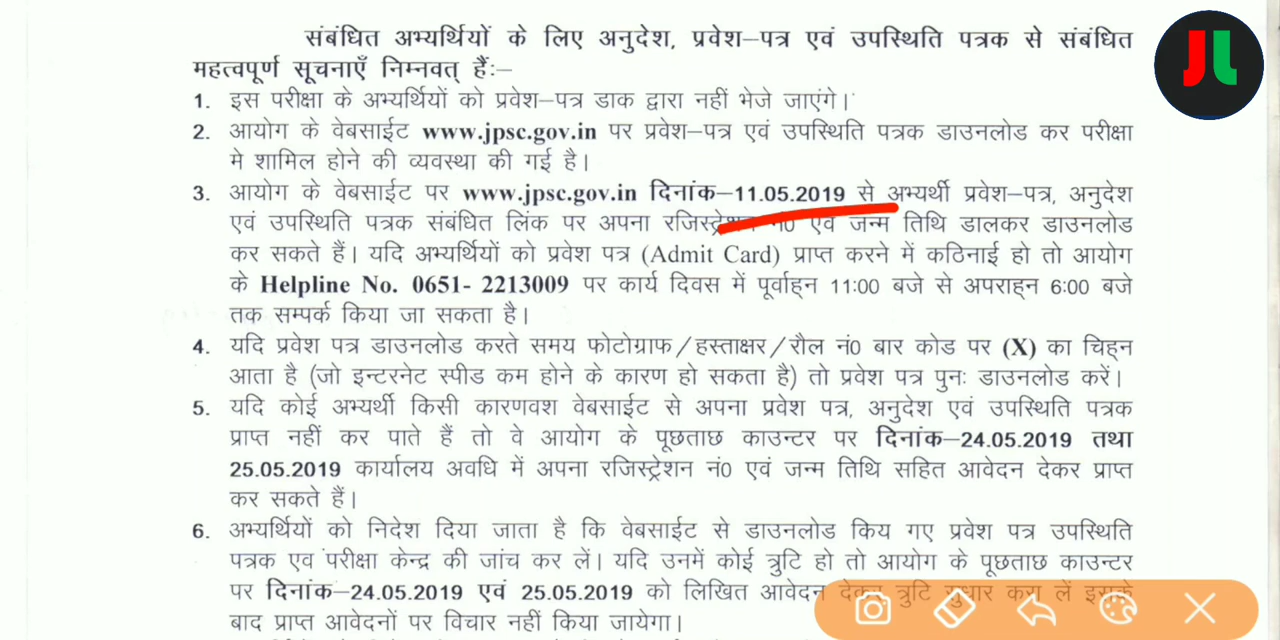 संबंधित अभ्यर्थियों के लिए अनुदेश, प्रवेश–पत्र एवं उपस्थिति पत्रक से संबंधित
महत्वपूर्ण सूचनाएँ निम्नवत् हैं:–
1. इस परीक्षा के अभ्यर्थियों को प्रवेश–पत्र डाक द्वारा नहीं भेजे जाएंगे।
2. आयोग के वेबसाईट www.jpsc.gov.in पर प्रवेश–पत्र एवं उपस्थिति पत्रक डाउनलोड कर परीक्षा
मे शामिल होने की व्यवस्था की गई है।
3. आयोग के वेबसाईट पर www.jpsc.gov.in दिनांक–11.05.2019 से अभ्यर्थी प्रवेश–पत्र, अनुदेश
एवं उपस्थिति पत्रक संबंधित लिंक पर अपना रजिस्ट्रेशन नं0 एवं जन्म तिथि डालकर डाउनलोड
कर सकते हैं। यदि अभ्यर्थियों को प्रवेश पत्र (Admit Card) प्राप्त करने में कठिनाई हो तो आयोग
के Helpline No. 0651- 2213009 पर कार्य दिवस में पूर्वाहन 11:00 बजे से अपराहन 6:00 बजे
तक सम्पर्क किया जा सकता है।
4. यदि प्रवेश पत्र डाउनलोड करते समय फोटोग्राफ/हस्ताक्षर/रौल नं0 बार कोड पर (X) का चिहन
आता है (जो इन्टरनेट स्पीड कम होने के कारण हो सकता है) तो प्रवेश पत्र पुनः डाउनलोड करें।
5. यदि कोई अभ्यर्थी किसी कारणवश वेबसाईट से अपना प्रवेश पत्र, अनुदेश एवं उपस्थिति पत्रक
प्राप्त नहीं कर पाते हैं तो वे आयोग के पूछताछ काउन्टर पर दिनांक–24.05.2019 तथा
25.05.2019 कार्यालय अवधि में अपना रजिस्ट्रेशन नं0 एवं जन्म तिथि सहित आवेदन देकर प्राप्त
कर सकते हैं।
6. अभ्यर्थियों को निदेश दिया जाता है कि वेबसाईट से डाउनलोड किय गए प्रवेश पत्र उपस्थिति
पत्रक एवं परीक्षा केन्द्र की जांच कर लें। यदि उनमें कोई त्रुटि हो तो आयोग के पूछताछ काउन्टर
पर दिनांक–24.05.2019 एवं 25.05.2019 को लिखित आवेदन देकर त्रुटि सुधार करा लें इसके
बाद प्राप्त आवेदनों पर विचार नहीं किया जायेगा।